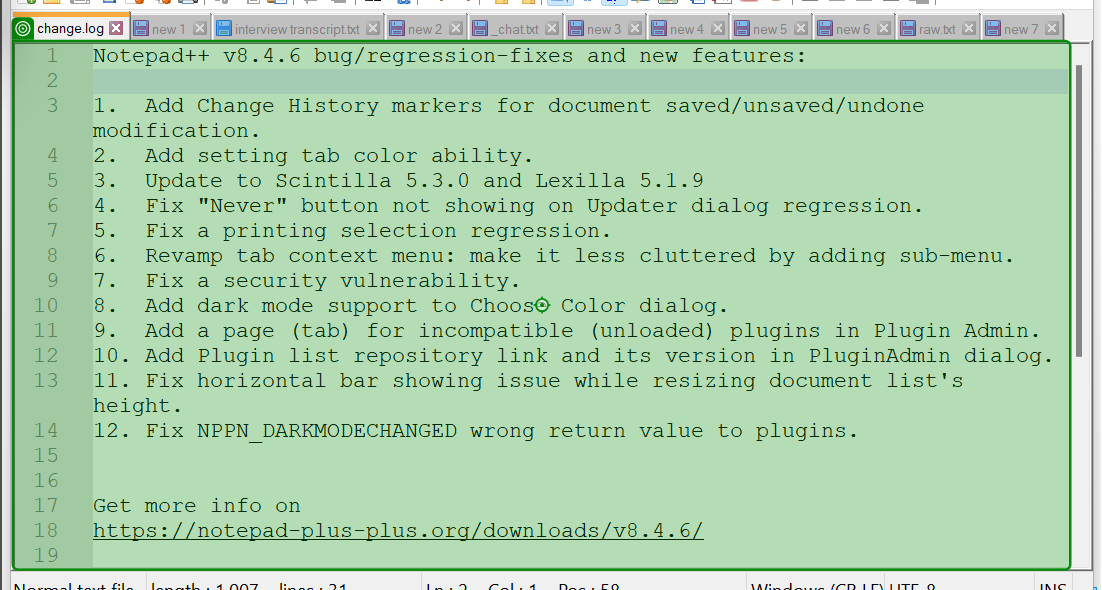 change.log new 1 interview transcript.txt new 2 _chat.txt new 3 new 4 new 5 new 6 raw.txt new 7
1 Notepad++ v8.4.6 bug/regression-fixes and new features:
2
3 1.  Add Change History markers for document saved/unsaved/undone
modification.
4 2.  Add setting tab color ability.
5 3.  Update to Scintilla 5.3.0 and Lexilla 5.1.9
6 4.  Fix "Never" button not showing on Updater dialog regression.
7 5.  Fix a printing selection regression.
8 6.  Revamp tab context menu: make it less cluttered by adding sub-menu.
9 7.  Fix a security vulnerability.
10 8.  Add dark mode support to Choose Color dialog.
11 9.  Add a page (tab) for incompatible (unloaded) plugins in Plugin Admin.
12 10. Add Plugin list repository link and its version in PluginAdmin dialog.
13 11. Fix horizontal bar showing issue while resizing document list's
height.
14 12. Fix NPPN_DARKMODECHANGED wrong return value to plugins.
15
16
17 Get more info on
18 https://notepad-plus-plus.org/downloads/v8.4.6/
19
Normal text file length : 1,007 lines : 21 Ln : 2 Col : 1 Pos : 58 Windows (CR LF) UTF-8 INS